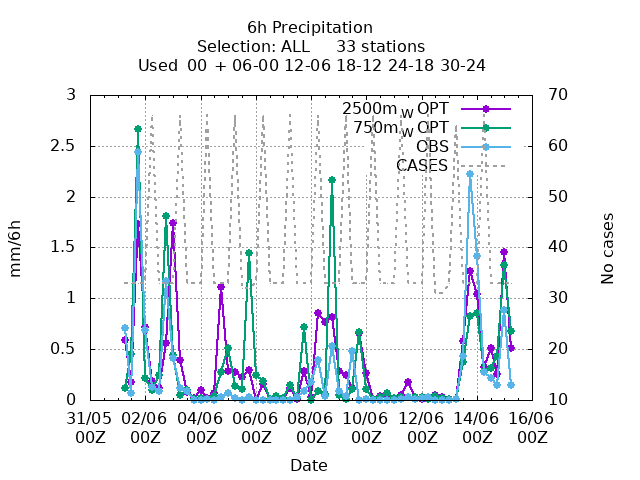 6h Precipitation
Selection: ALL 33 stations
Used 00 + 06-00 12-06 18-12 24-18 30-24
3
2.5
2
1.5
1
0.5
0
mm/6h
70
60
50
40
30
20
10
No cases
2500m_W OPT
750m_W OPT
OBS
CASES
31/05 02/06 04/06 06/06 08/06 10/06 12/06 14/06 16/06
00Z 00Z 00Z 00Z 00Z 00Z 00Z 00Z 00Z
Date